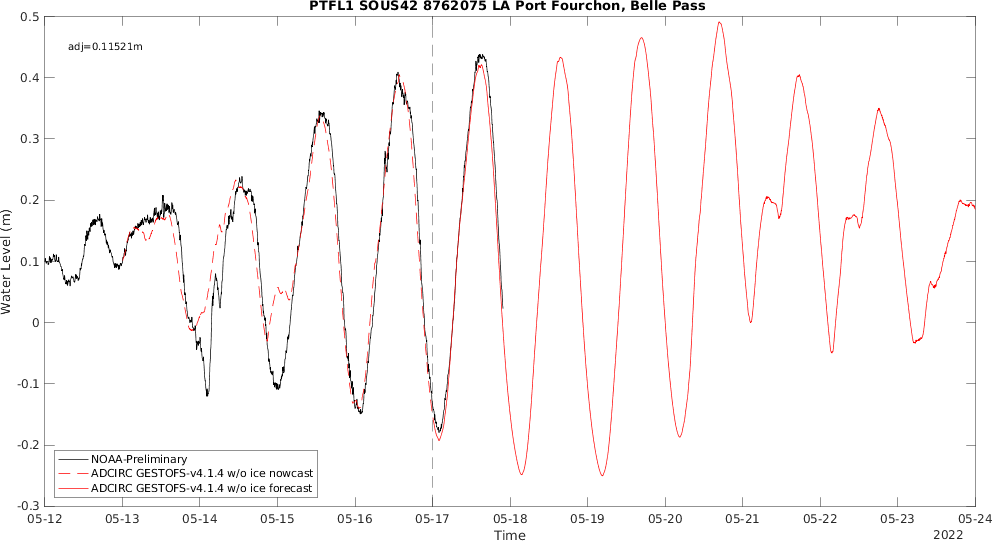 PTFL1 SOUS42 8762075 LA Port Fourchon, Belle Pass
adj=0.11521m
0.5
0.4
0.3
0.2
0.1
0
-0.1
-0.2
-0.3
Water Level (m)
NOAA-Preliminary
ADCIRC GESTOFS-v4.1.4 w/o ice nowcast
ADCIRC GESTOFS-v4.1.4 w/o ice forecast
05-12 05-13 05-14 05-15 05-16 05-17 05-18 05-19 05-20 05-21 05-22 05-23 05-24
Time
2022